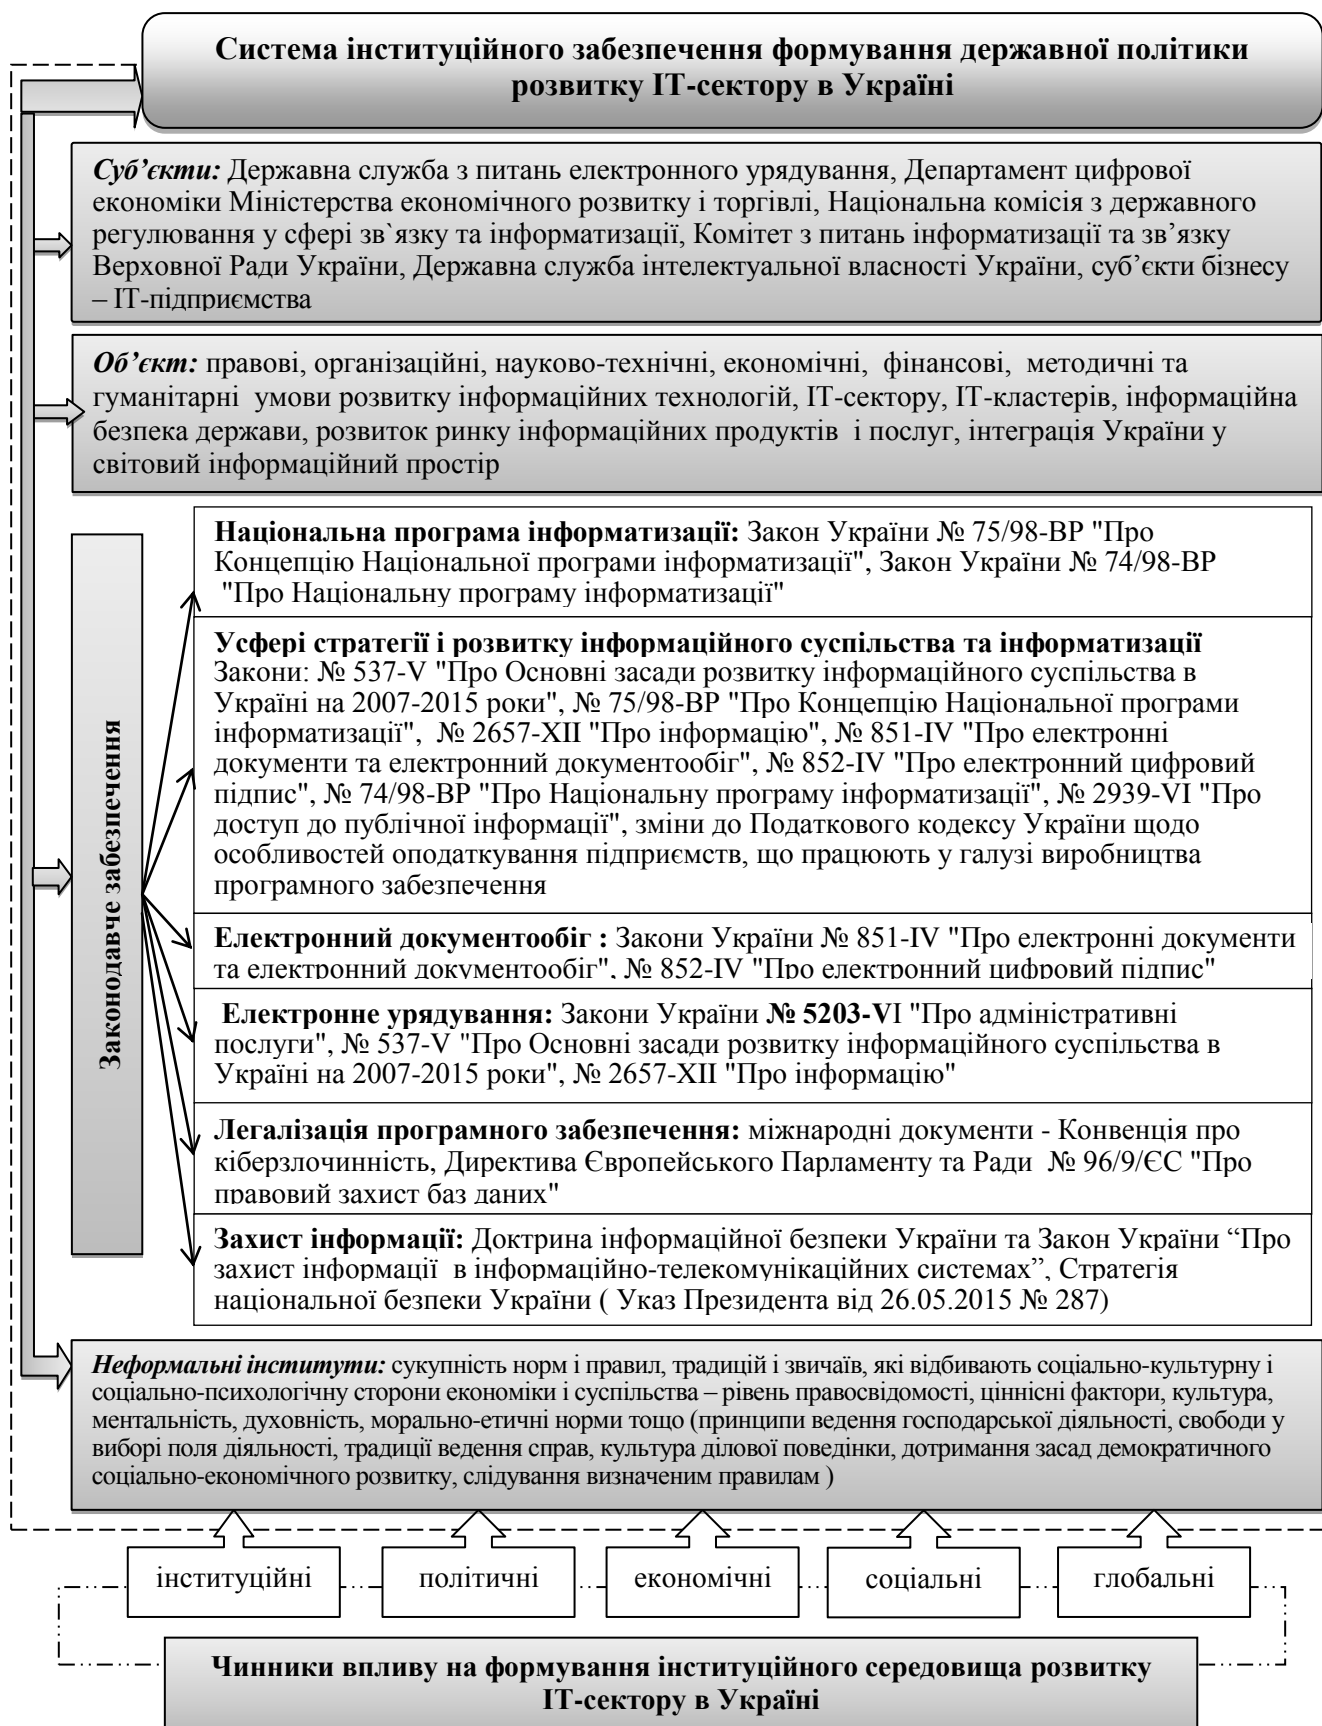 Система інституційного забезпечення формування державної політики
розвитку ІТ-сектору в Україні
Суб’єкти: Державна служба з питань електронного урядування, Департамент цифрової
економіки Міністерства економічного розвитку і торгівлі, Національна комісія з державного
регулювання у сфері зв`язку та інформатизації, Комітет з питань інформатизації та зв’язку
Верховної Ради України, Державна служба інтелектуальної власності України, суб’єкти бізнесу
– ІТ-підприємства
Об’єкт: правові, організаційні, науково-технічні, економічні, фінансові, методичні та
гуманітарні умови розвитку інформаційних технологій, ІТ-сектору, ІТ-кластерів, інформаційна
безпека держави, розвиток ринку інформаційних продуктів і послуг, інтеграція України у
світовий інформаційний простір
Законодавче забезпечення
Національна програма інформатизації: Закон України № 75/98-ВР "Про
Концепцію Національної програми інформатизації", Закон України № 74/98-ВР
"Про Національну програму інформатизації"
Усфері стратегії і розвитку інформаційного суспільства та інформатизації
Закони: № 537-V "Про Основні засади розвитку інформаційного суспільства в
Україні на 2007-2015 роки", № 75/98-ВР "Про Концепцію Національної програми
інформатизації", № 2657-XII "Про інформацію", № 851-IV "Про електронні
документи та електронний документообіг", № 852-IV "Про електронний цифровий
підпис", № 74/98-ВР "Про Національну програму інформатизації", № 2939-VI "Про
доступ до публічної інформації", зміни до Податкового кодексу України щодо
особливостей оподаткування підприємств, що працюють у галузі виробництва
програмного забезпечення
Електронний документообіг : Закони України № 851-IV "Про електронні документи
та електронний документообіг", № 852-IV "Про електронний цифровий підпис"
Електронне урядування: Закони України № 5203-VI "Про адміністративні
послуги", № 537-V "Про Основні засади розвитку інформаційного суспільства в
Україні на 2007-2015 роки", № 2657-XII "Про інформацію"
Легалізація програмного забезпечення: міжнародні документи - Конвенція про
кіберзлочинність, Директива Європейського Парламенту та Ради № 96/9/ЄС "Про
правовий захист баз даних"
Захист інформації: Доктрина інформаційної безпеки України та Закон України “Про
захист інформації в інформаційно-телекомунікаційних системах”, Стратегія
національної безпеки України ( Указ Президента від 26.05.2015 № 287)
Неформальні інститути: сукупність норм і правил, традицій і звичаїв, які відбивають соціально-культурну і
соціально-психологічну сторони економіки і суспільства – рівень правосвідомості, ціннісні фактори, культура,
ментальність, духовність, морально-етичні норми тощо (принципи ведення господарської діяльності, свободи у
виборі поля діяльності, традиції ведення справ, культура ділової поведінки, дотримання засад демократичного
соціально-економічного розвитку, слідування визначеним правилам )
інституційні
політичні
економічні
соціальні
глобальні
Чинники впливу на формування інституційного середовища розвитку
ІТ-сектору в Україні